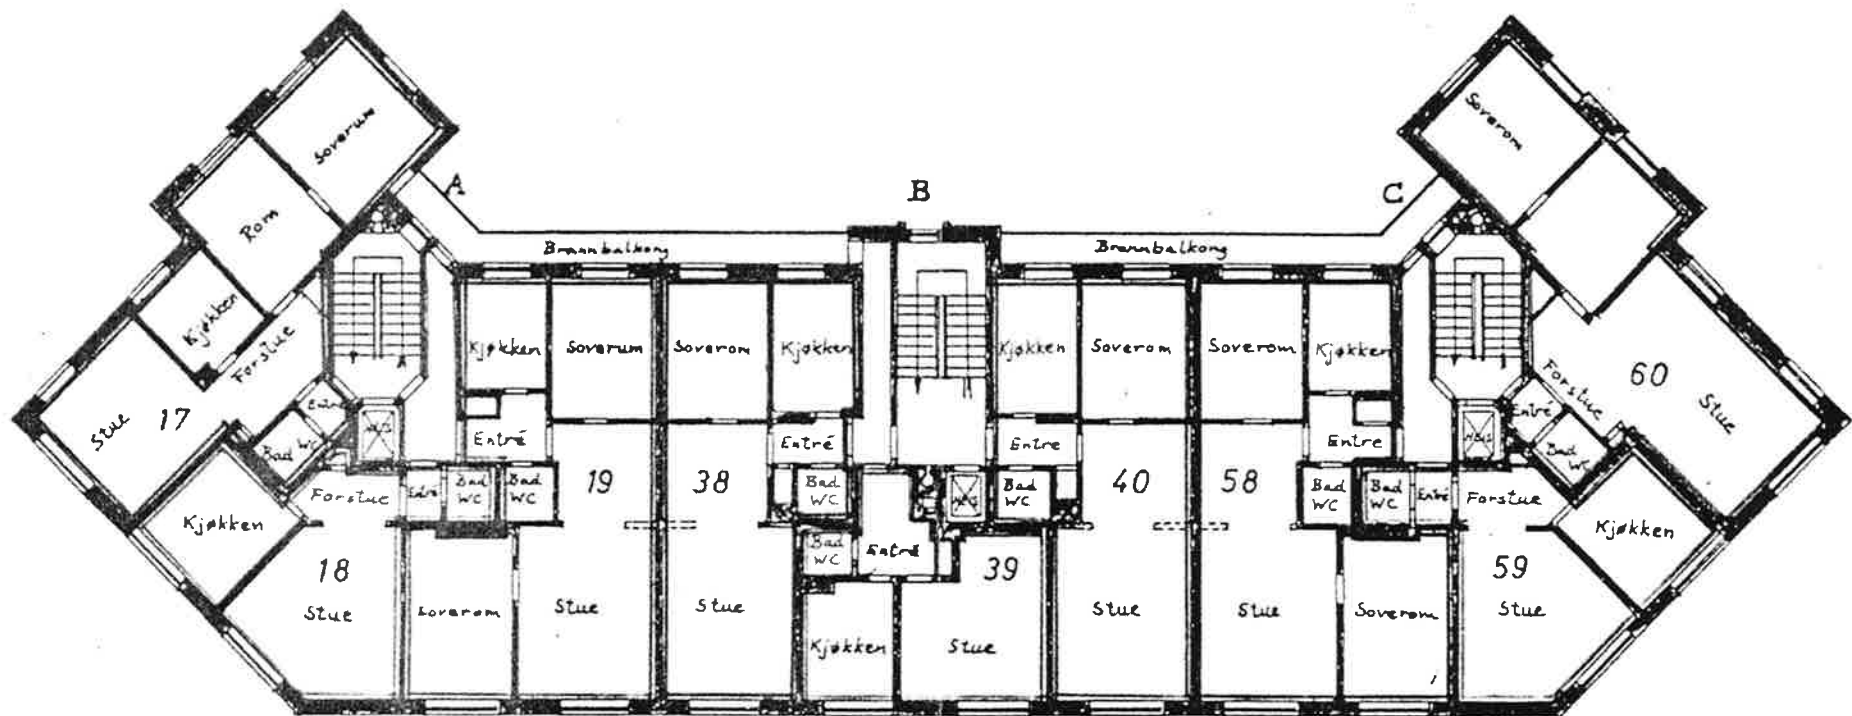 A
B
C
Soverum
Soverom
Rom
Brannbalkong
Brannbalkong
Kjøkken
Forstue
Kjøkken
Soverum
Soverom
Kjøkken
Kjøkken
Soverom
Soverom
Kjøkken
Stue
17
Entré
Bad WC
Entré
Entré
Entre
Entre
Forstue
60
Stue
Entré
Bad WC
Kjøkken
Forstue
Entré
Bad WC
Bad WC
19
38
Bad WC
Bad WC
40
58
Bad WC
Bad WC
Entré
Forstue
Kjøkken
18
Stue
Soverom
Stue
Stue
Bad WC
Entré
39
Kjøkken
Stue
Stue
Stue
Soverom
59
Stue